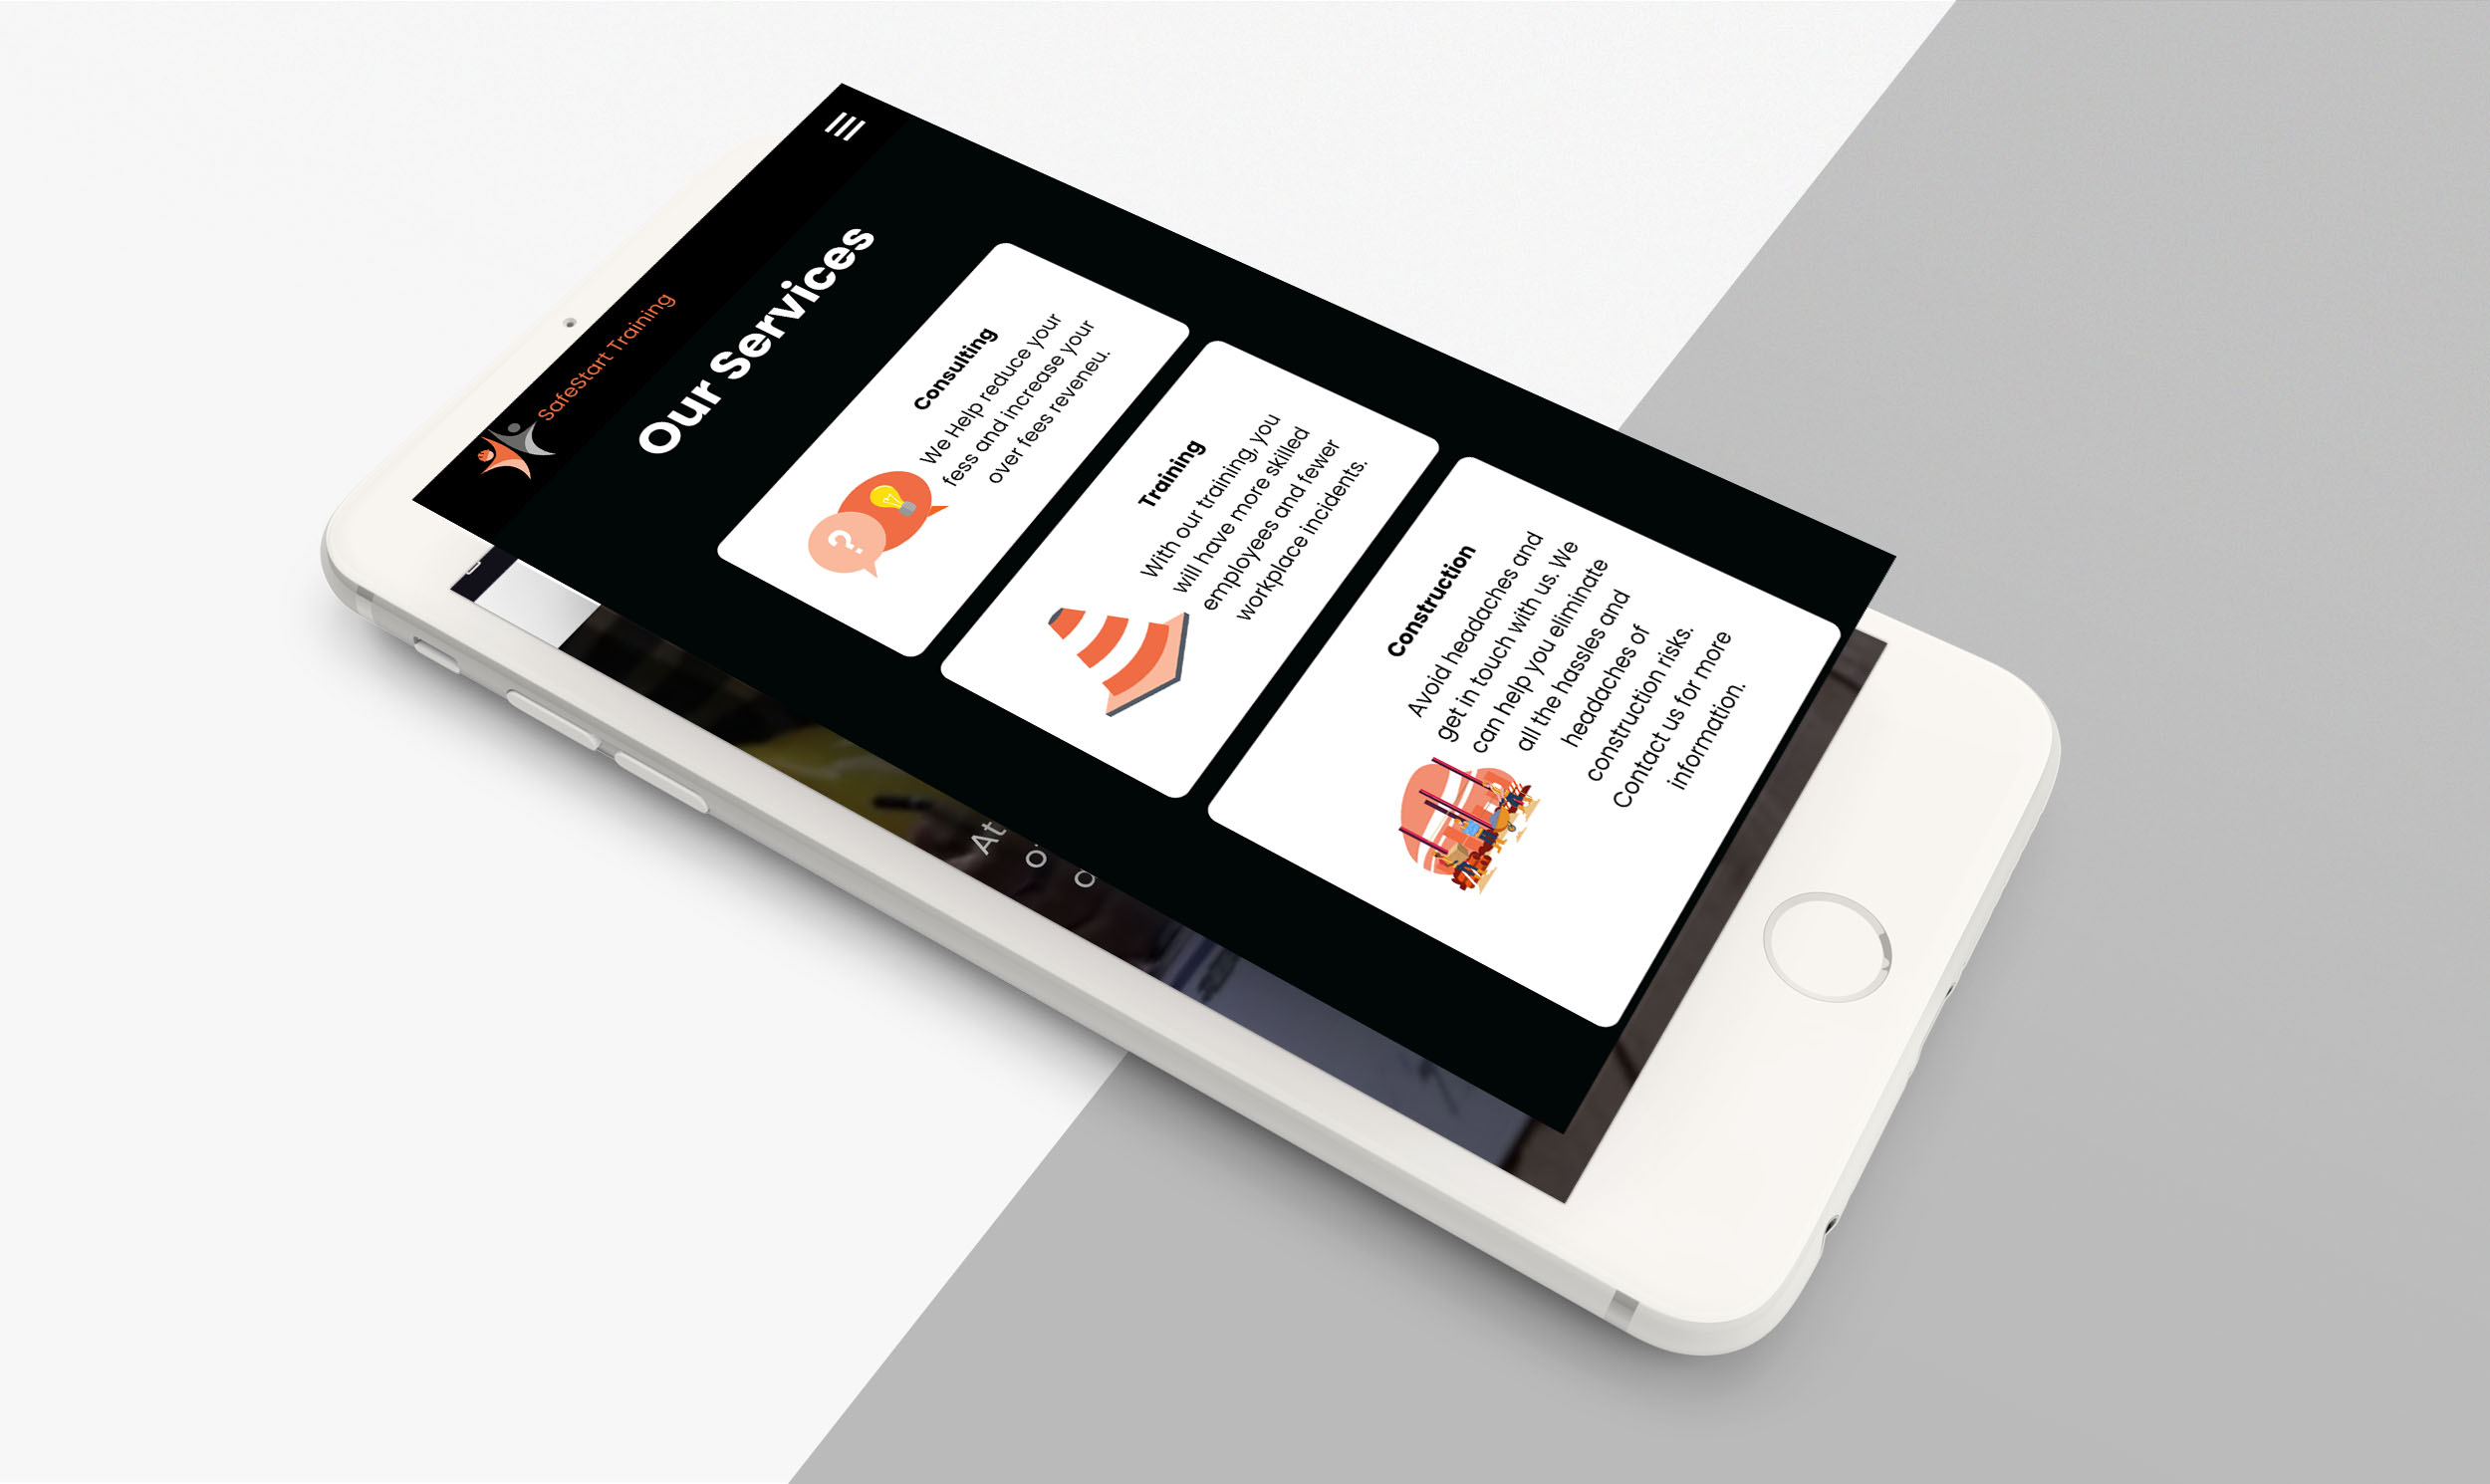 SafeStart Training
Our Services
Consulting
We Help reduce your
fess and increase your
over fees reveneu.
?
Training
With our training, you
will have more skilled
employees and fewer
workplace incidents.
Construction
Avoid headaches and
get in touch with us. We
can help you eliminate
all the hassles and
headaches of
construction risks.
Contact us for more
information.
At